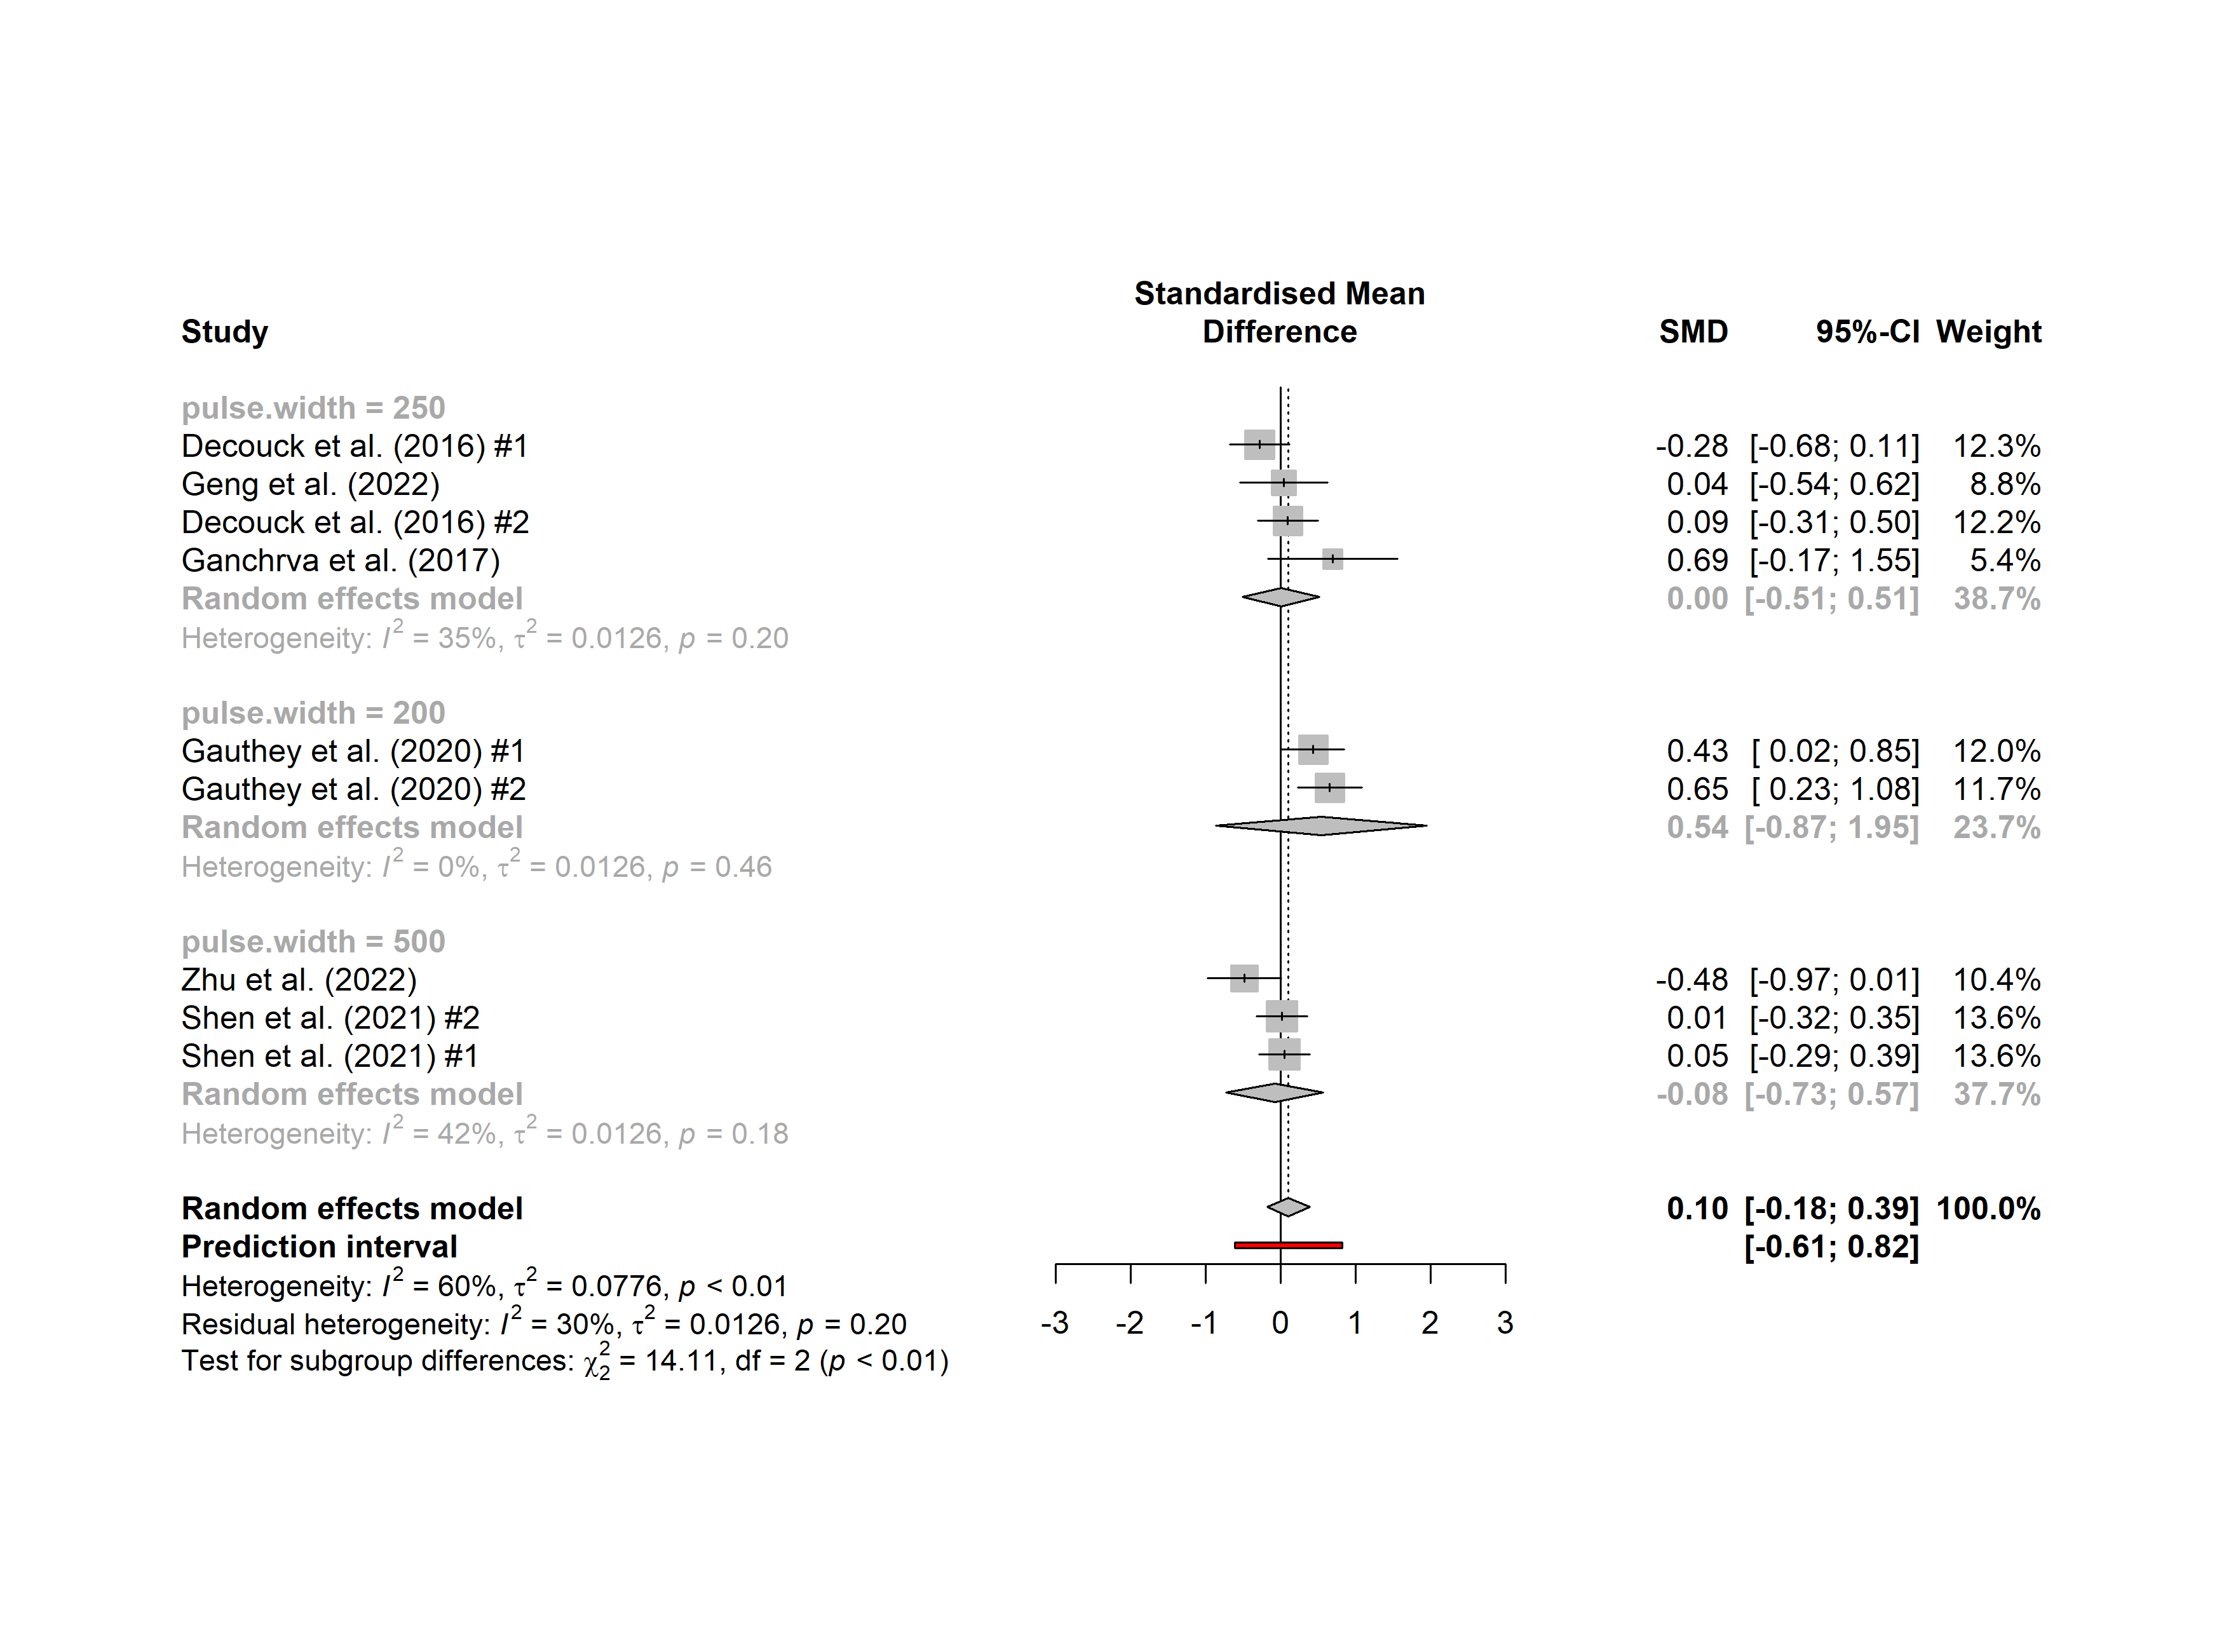 Standardised Mean
Study Difference SMD 95%-CI Weight
pulse.width = 250
Decouck et al. (2016) #1 -0.28 [-0.68; 0.11] 12.3%
Geng et al. (2022) 0.04 [-0.54; 0.62] 8.8%
Decouck et al. (2016) #2 0.09 [-0.31; 0.50] 12.2%
Ganchrva et al. (2017) 0.69 [-0.17; 1.55] 5.4%
Random effects model 0.00 [-0.51; 0.51] 38.7%
Heterogeneity: I² = 35%, τ² = 0.0126, p = 0.20
pulse.width = 200
Gauthey et al. (2020) #1 0.43 [ 0.02; 0.85] 12.0%
Gauthey et al. (2020) #2 0.65 [ 0.23; 1.08] 11.7%
Random effects model 0.54 [-0.87; 1.95] 23.7%
Heterogeneity: I² = 0%, τ² = 0.0126, p = 0.46
pulse.width = 500
Zhu et al. (2022) -0.48 [-0.97; 0.01] 10.4%
Shen et al. (2021) #2 0.01 [-0.32; 0.35] 13.6%
Shen et al. (2021) #1 0.05 [-0.29; 0.39] 13.6%
Random effects model -0.08 [-0.73; 0.57] 37.7%
Heterogeneity: I² = 42%, τ² = 0.0126, p = 0.18
Random effects model 0.10 [-0.18; 0.39] 100.0%
Prediction interval [-0.61; 0.82]
Heterogeneity: I² = 60%, τ² = 0.0776, p < 0.01
Residual heterogeneity: I² = 30%, τ² = 0.0126, p = 0.20
-3 -2 -1 0 1 2 3
Test for subgroup differences: χ²₂ = 14.11, df = 2 (p < 0.01)